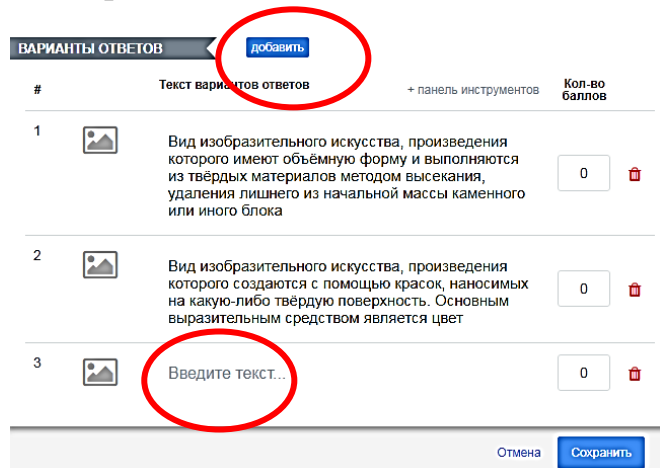 ВАРИАНТЫ ОТВЕТОВ добавить
# Текст вариантов ответов + панель инструментов Кол-во
баллов
1
Вид изобразительного искусства, произведения
которого имеют объёмную форму и выполняются
из твёрдых материалов методом высекания,
удаления лишнего из начальной массы каменного
или иного блока
0
2
Вид изобразительного искусства, произведения
которого создаются с помощью красок, наносимых
на какую-либо твёрдую поверхность. Основным
выразительным средством является цвет
0
3
Введите текст...
0
Отмена Сохранить